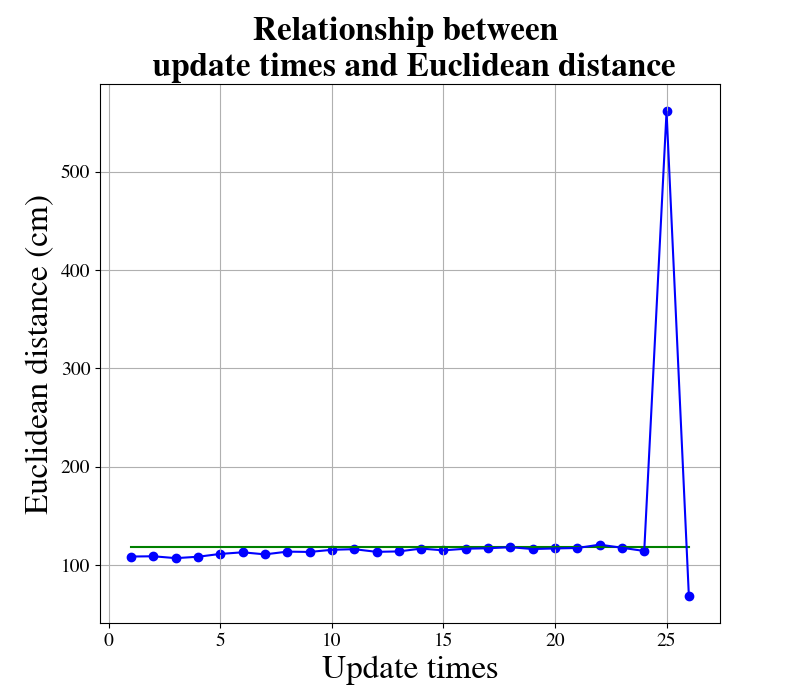 Relationship between
update times and Euclidean distance
Euclidean distance (cm)
500
400
300
200
100
0
5
10
15
20
25
Update times